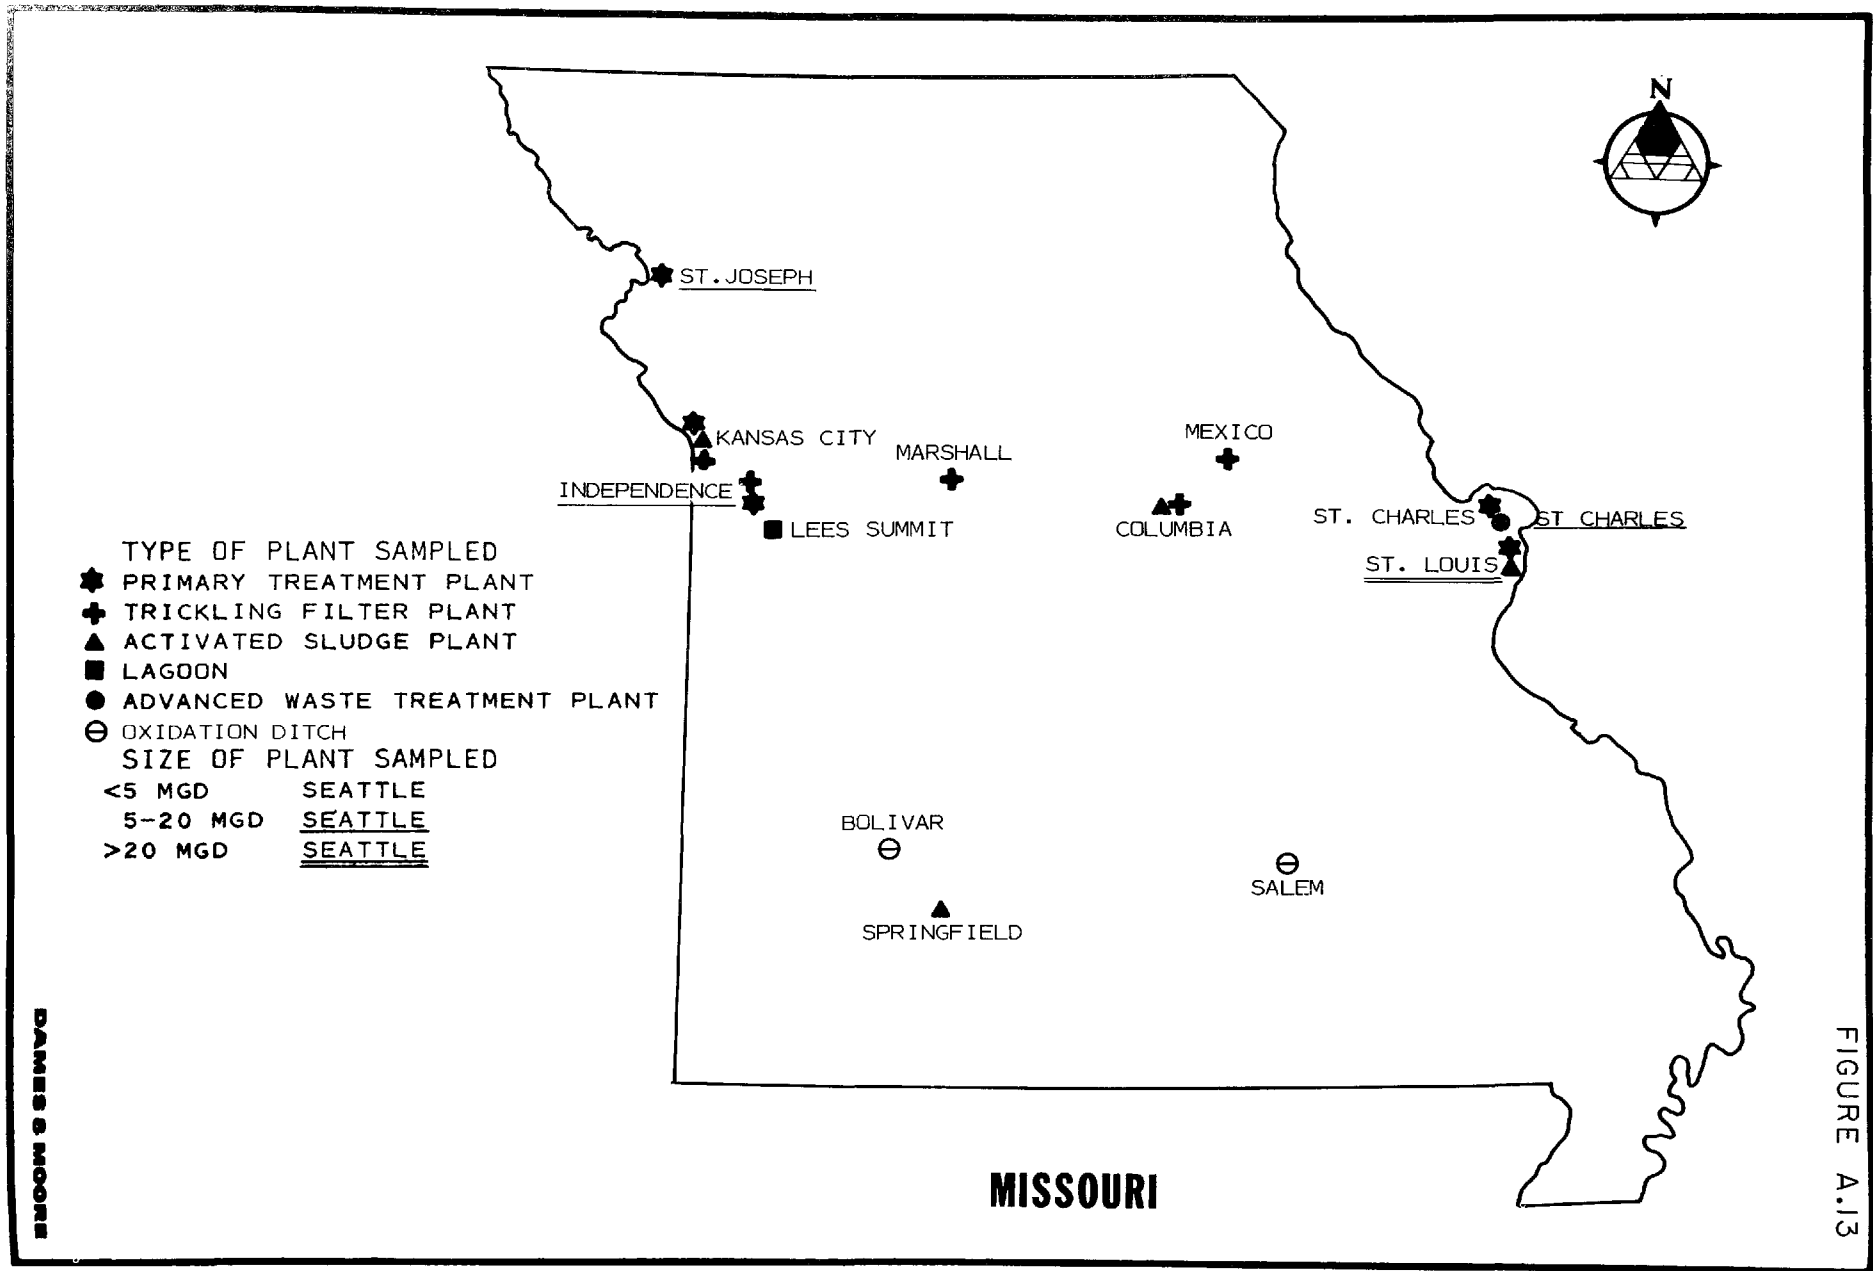 N
ST.JOSEPH
KANSAS CITY
MARSHALL
MEXICO
INDEPENDENCE
LEES SUMMIT
COLUMBIA
ST. CHARLES
ST CHARLES
ST. LOUIS
TYPE OF PLANT SAMPLED
PRIMARY TREATMENT PLANT
TRICKLING FILTER PLANT
ACTIVATED SLUDGE PLANT
LAGOON
ADVANCED WASTE TREATMENT PLANT
OXIDATION DITCH
SIZE OF PLANT SAMPLED
<5 MGD SEATTLE
5-20 MGD SEATTLE
>20 MGD SEATTLE
BOLIVAR
SALEM
SPRINGFIELD
MISSOURI
DAMES & MOORE
FIGURE A.13